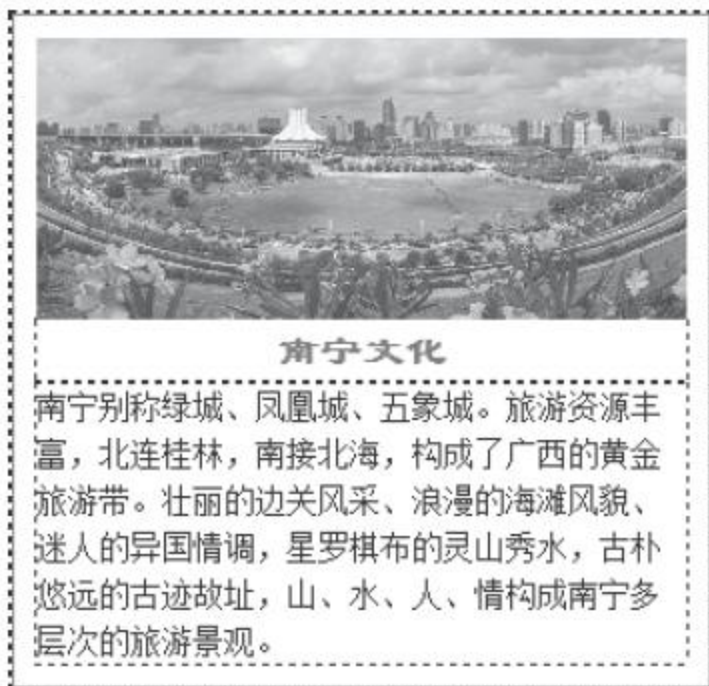 南宁文化
南宁别称绿城、凤凰城、五象城。旅游资源丰
富，北连桂林，南接北海，构成了广西的黄金
旅游带。壮丽的边关风采、浪漫的海滩风貌、
迷人的异国情调，星罗棋布的灵山秀水，古朴
悠远的古迹故址，山、水、人、情构成南宁多
层次的旅游景观。